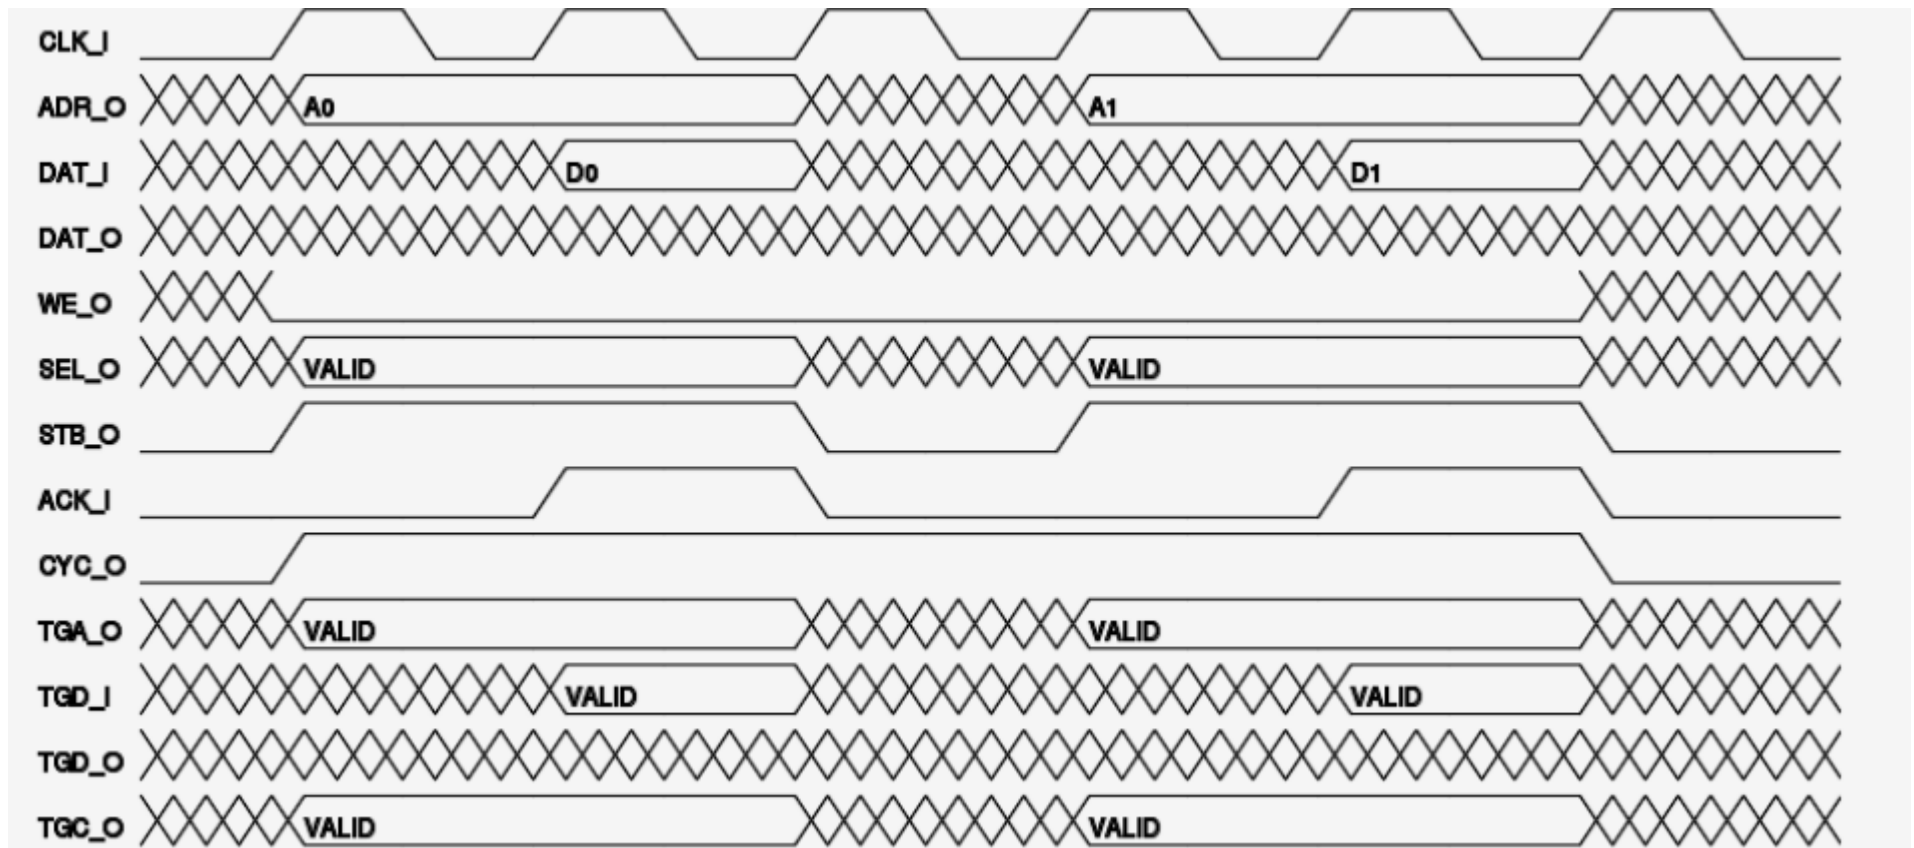 CLK_I
ADR_O A0 A1
DAT_I D0 D1
DAT_O
WE_O
SEL_O VALID VALID
STB_O
ACK_I
CYC_O
TGA_O VALID VALID
TGD_I VALID VALID
TGD_O
TGC_O VALID VALID